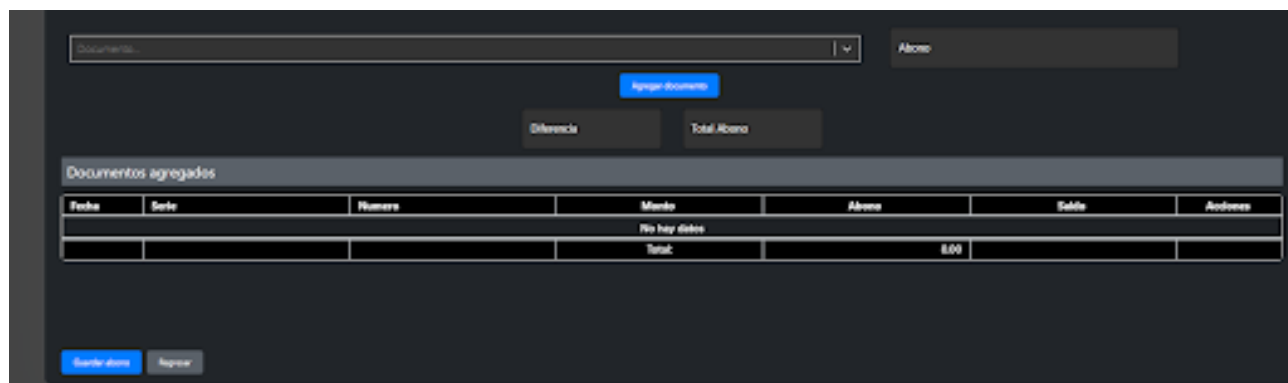 Documento... Abono
Agregar documento
Diferencia Total Abono
Documentos agregados
Fecha Serie Numero Monto Abono Saldo Acciones
No hay datos
Total: 0.00
Guardar abono Regresar